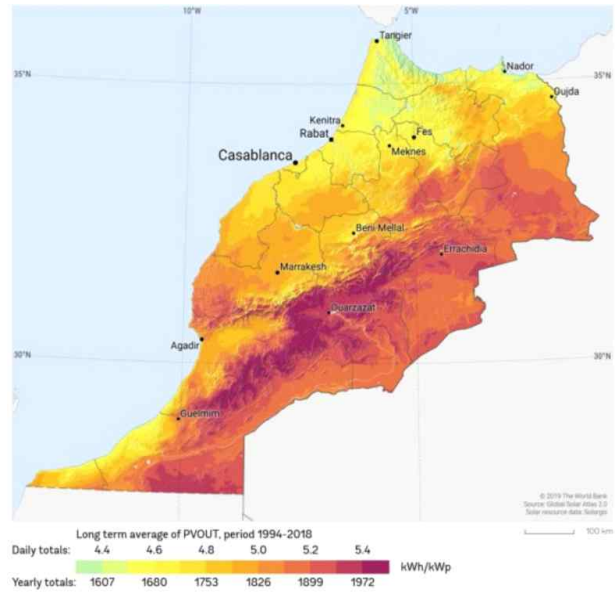 10°W
5°W
Tangier
35°N
35°N
Nador
Oujda
Kenitra
Rabat
Fes
Casablanca
Meknes
Beni Mellal
Errachidia
Marrakesh
Ouarzazat
Agadir
30°N
30°N
Guelmim
© 2019 The World Bank
Source: Global Solar Atlas 2.0
Solar resource data: Solargis
100 km
Long term average of PVOUT, period 1994-2018
Daily totals: 4.4 4.6 4.8 5.0 5.2 5.4
kWh/kWp
Yearly totals: 1607 1680 1753 1826 1899 1972